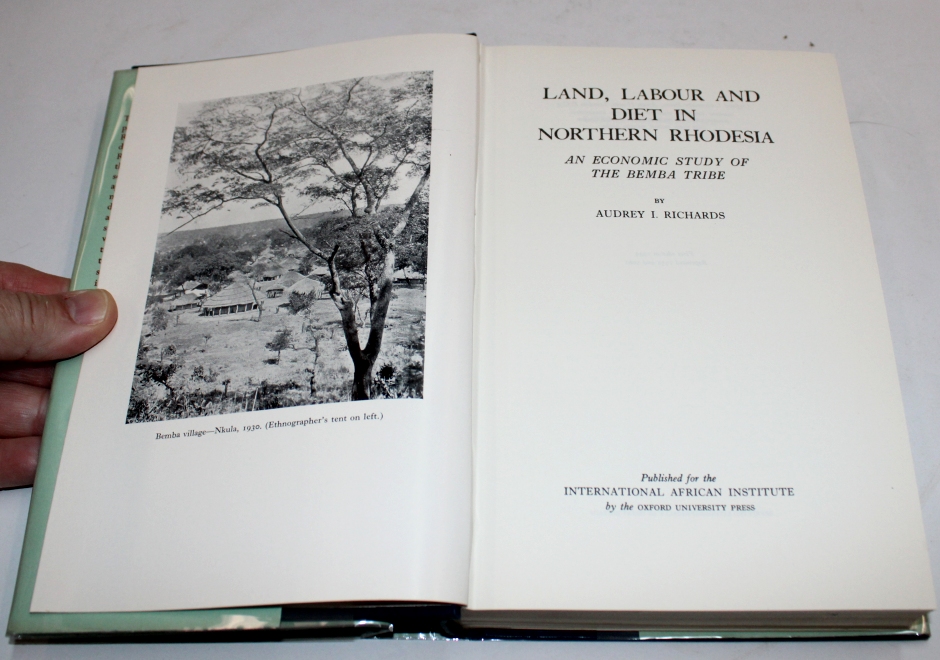 Bemba village—Nkula, 1930. (Ethnographer's tent on left.)
LAND, LABOUR AND
DIET IN
NORTHERN RHODESIA
AN ECONOMIC STUDY OF
THE BEMBA TRIBE
BY
AUDREY I. RICHARDS
Published for the
INTERNATIONAL AFRICAN INSTITUTE
by the OXFORD UNIVERSITY PRESS